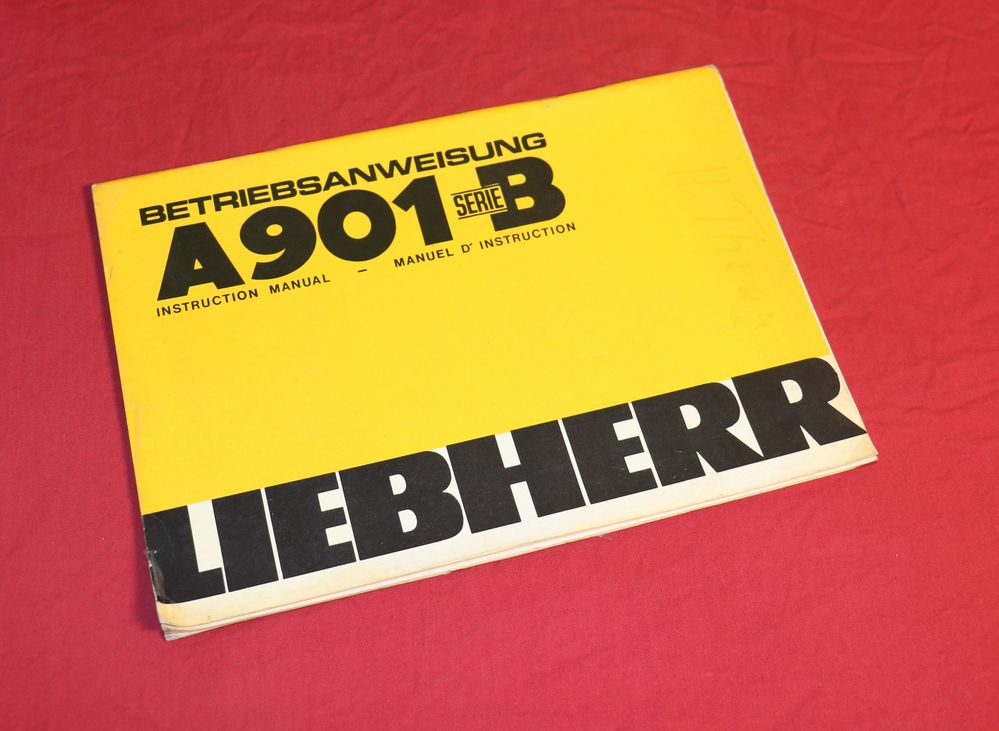 BETRIEBSANWEISUNG
A901 SERIE B
INSTRUCTION MANUAL – MANUEL D' INSTRUCTION
LIEBHERR